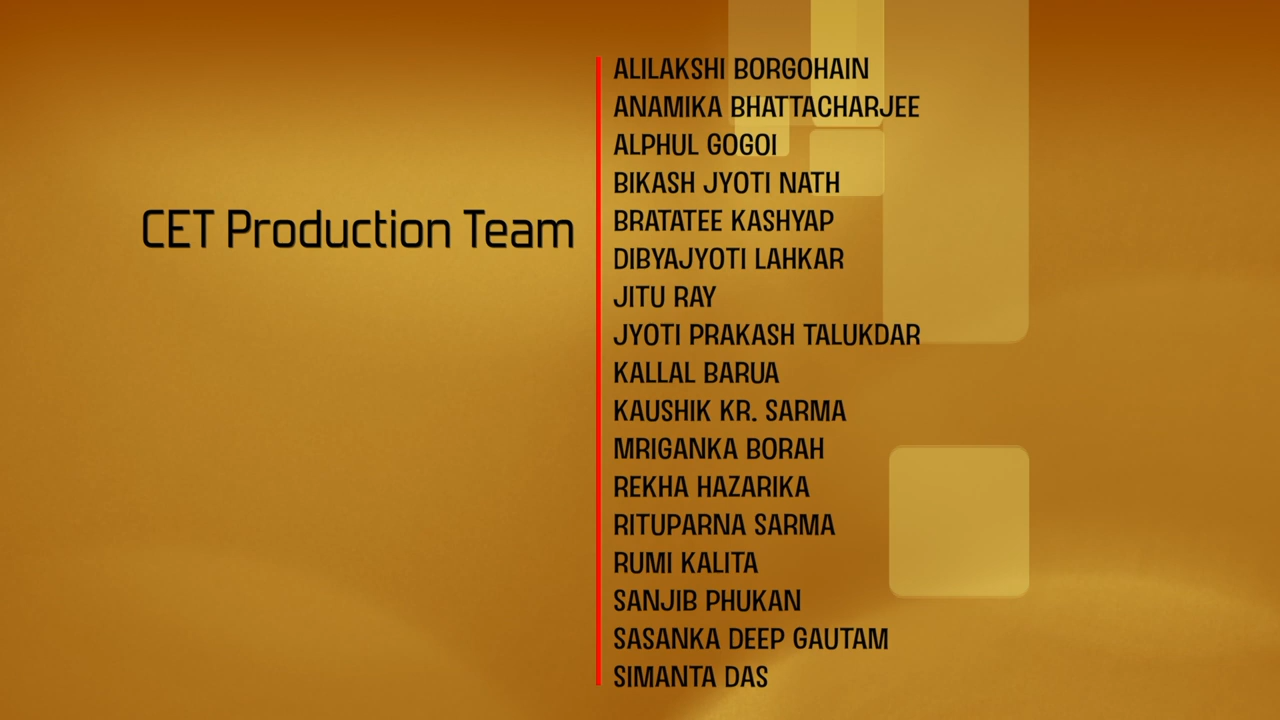 CET Production Team
ALILAKSHI BORGOHAIN
ANAMIKA BHATTACHARJEE
ALPHUL GOGOI
BIKASH JYOTI NATH
BRATATEE KASHYAP
DIBYAJYOTI LAHKAR
JITU RAY
JYOTI PRAKASH TALUKDAR
KALLAL BARUA
KAUSHIK KR. SARMA
MRIGANKA BORAH
REKHA HAZARIKA
RITUPARNA SARMA
RUMI KALITA
SANJIB PHUKAN
SASANKA DEEP GAUTAM
SIMANTA DAS